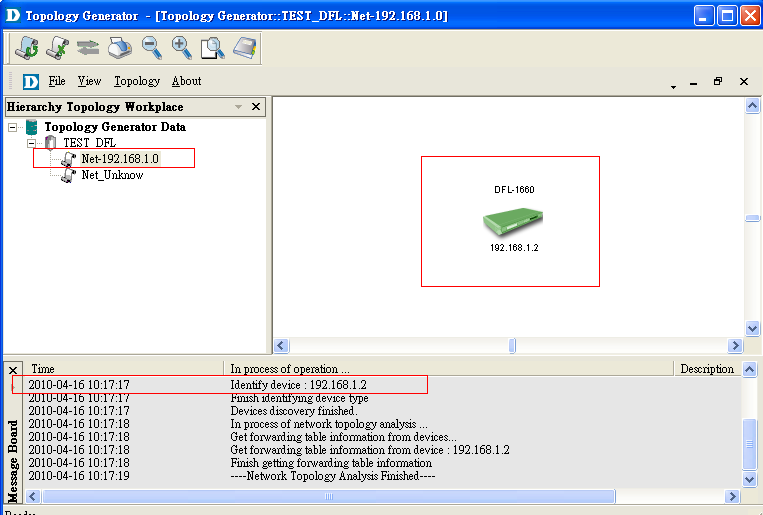 D Topology Generator - [Topology Generator::TEST_DFL::Net-192.168.1.0]
D File View Topology About
Hierarchy Topology Workplace
Topology Generator Data
TEST_DFL
Net-192.168.1.0
Net_Unknow
DFL-1660
192.168.1.2
Message Board
Time In process of operation ... Description
2010-04-16 10:17:17 Identify device : 192.168.1.2
2010-04-16 10:17:17 Finish identifying device type
2010-04-16 10:17:17 Devices discovery finished.
2010-04-16 10:17:18 In process of network topology analysis ...
2010-04-16 10:17:18 Get forwarding table information from devices...
2010-04-16 10:17:18 Get forwarding table information from device : 192.168.1.2
2010-04-16 10:17:18 Finish getting forwarding table information
2010-04-16 10:17:19 ----Network Topology Analysis Finished----